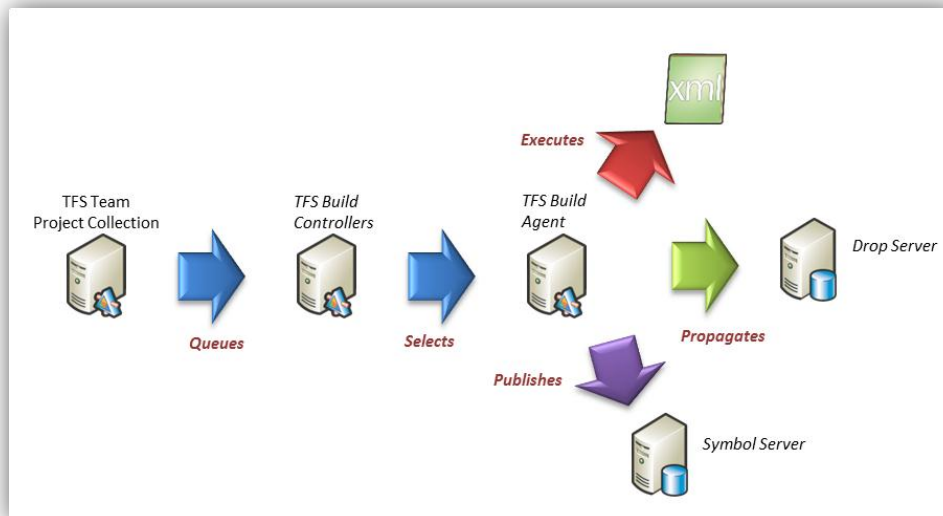 xml
Executes
TFS Team
Project Collection
TFS Build
Controllers
TFS Build
Agent
Drop Server
Queues
Selects
Propagates
Publishes
Symbol Server